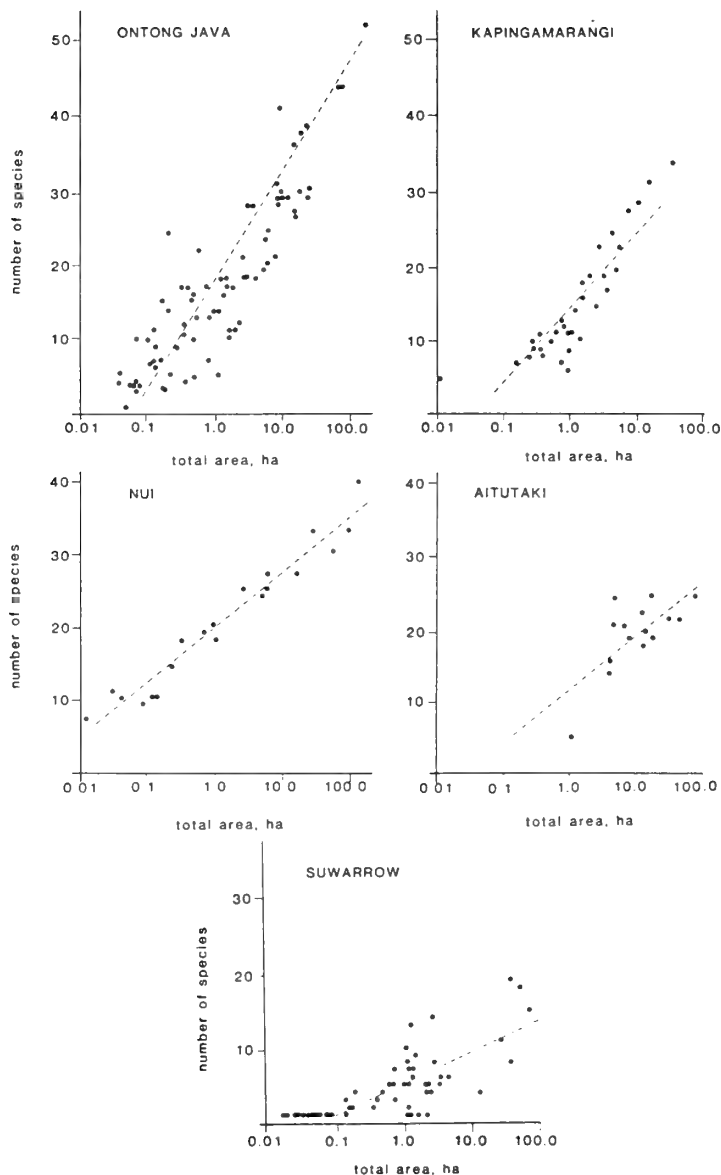 ONTONG JAVA
50
40
30
20
10
number of species
0.01 0.1 1.0 10.0 100.0
total area, ha
KAPINGAMARANGI
50
40
30
20
10
0.01 0.1 1.0 10.0 100.0
total area, ha
NUI
40
30
20
10
number of species
0 01 0 1 1.0 10.0 100.0
total area, ha
AITUTAKI
40
30
20
10
0 01 0 1 1.0 10.0 100.0
total area, ha
SUWARROW
30
20
10
number of species
0.01 0.1 1.0 10.0 100.0
total area, ha